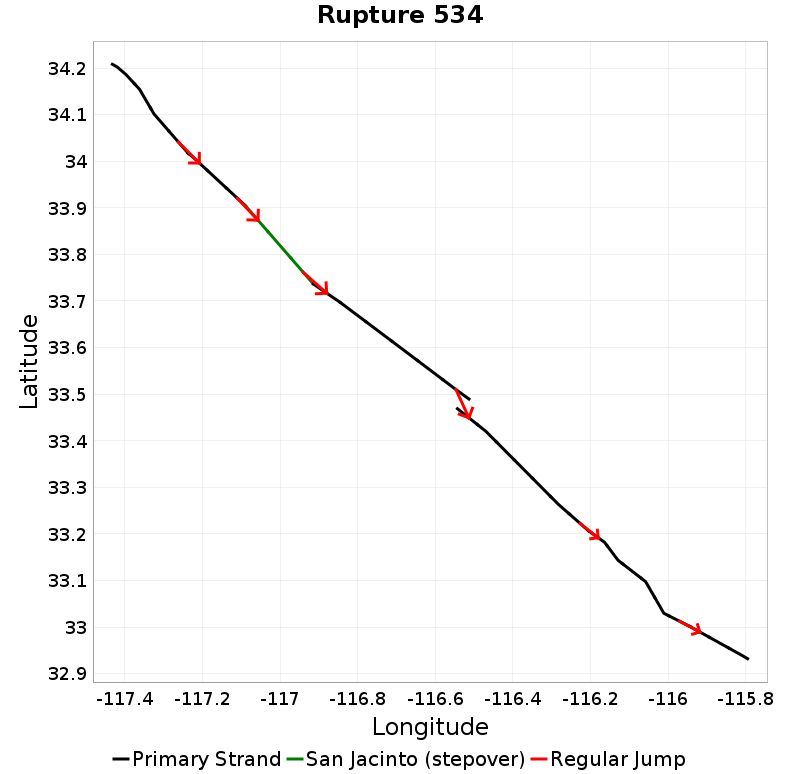 Rupture 534
34.2
34.1
34
33.9
33.8
33.7
33.6
33.5
33.4
33.3
33.2
33.1
33
32.9
Latitude
-117.4 -117.2 -117 -116.8 -116.6 -116.4 -116.2 -116 -115.8
Longitude
Primary Strand San Jacinto (stepover) Regular Jump